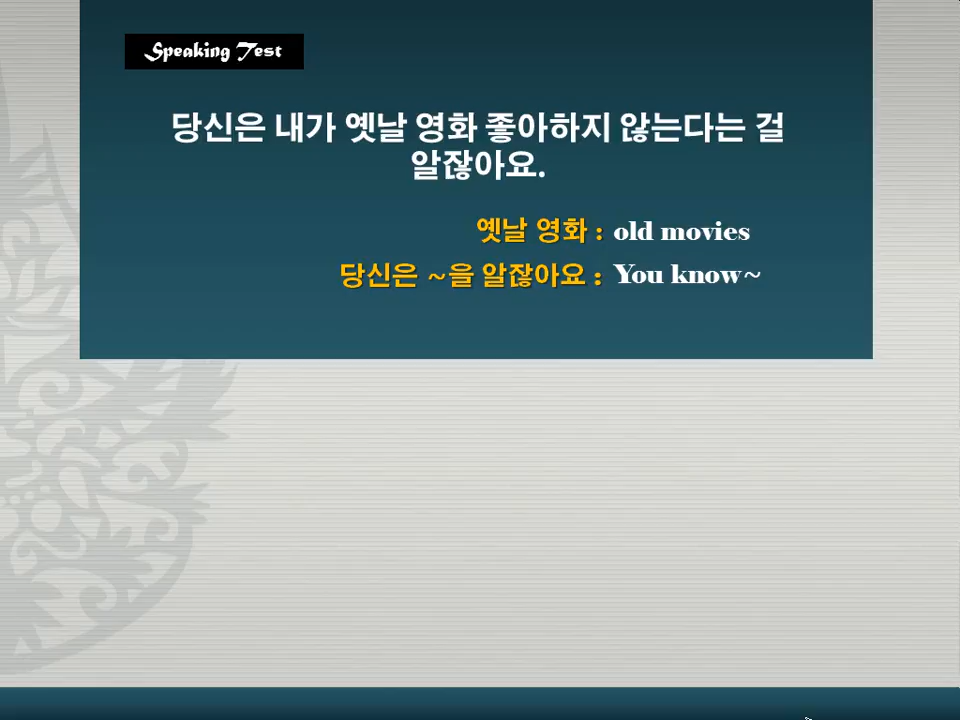 Speaking Test
당신은 내가 옛날 영화 좋아하지 않는다는 걸
알잖아요.
옛날 영화 : old movies
당신은 ~을 알잖아요 : You know~